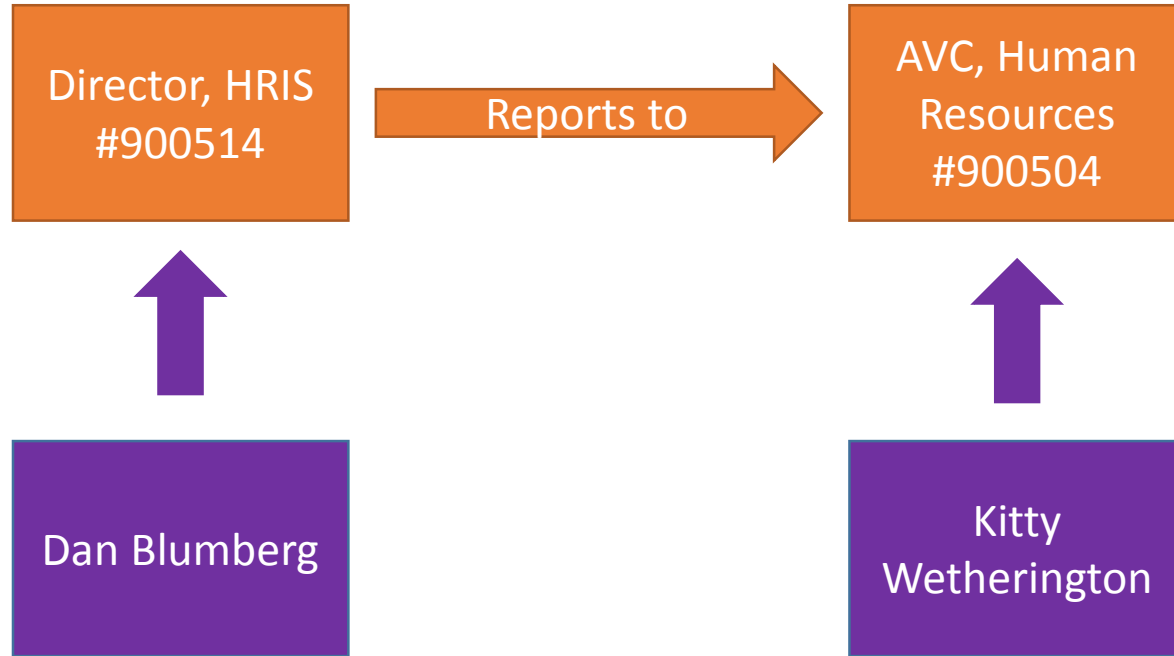 Director, HRIS
#900514
Reports to
AVC, Human
Resources
#900504
Dan Blumberg
Kitty
Wetherington